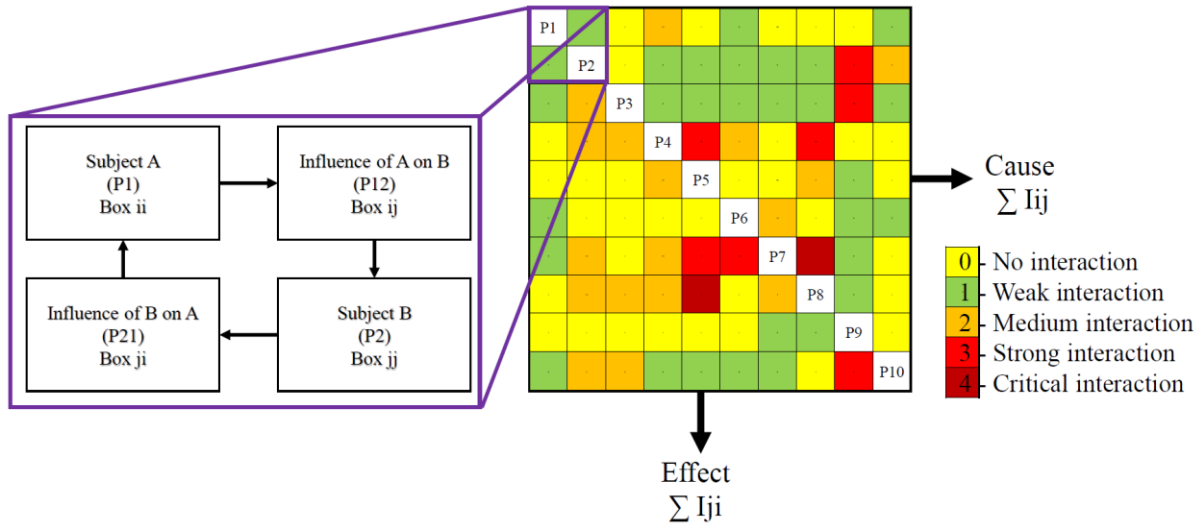 P1
P2
P3
P4
P5
P6
P7
P8
P9
P10
Subject A
(P1)
Box ii
Influence of A on B
(P12)
Box ij
Influence of B on A
(P21)
Box ji
Subject B
(P2)
Box jj
Cause
∑ Iij
0 - No interaction
1 - Weak interaction
2 - Medium interaction
3 - Strong interaction
4 - Critical interaction
Effect
∑ Iji